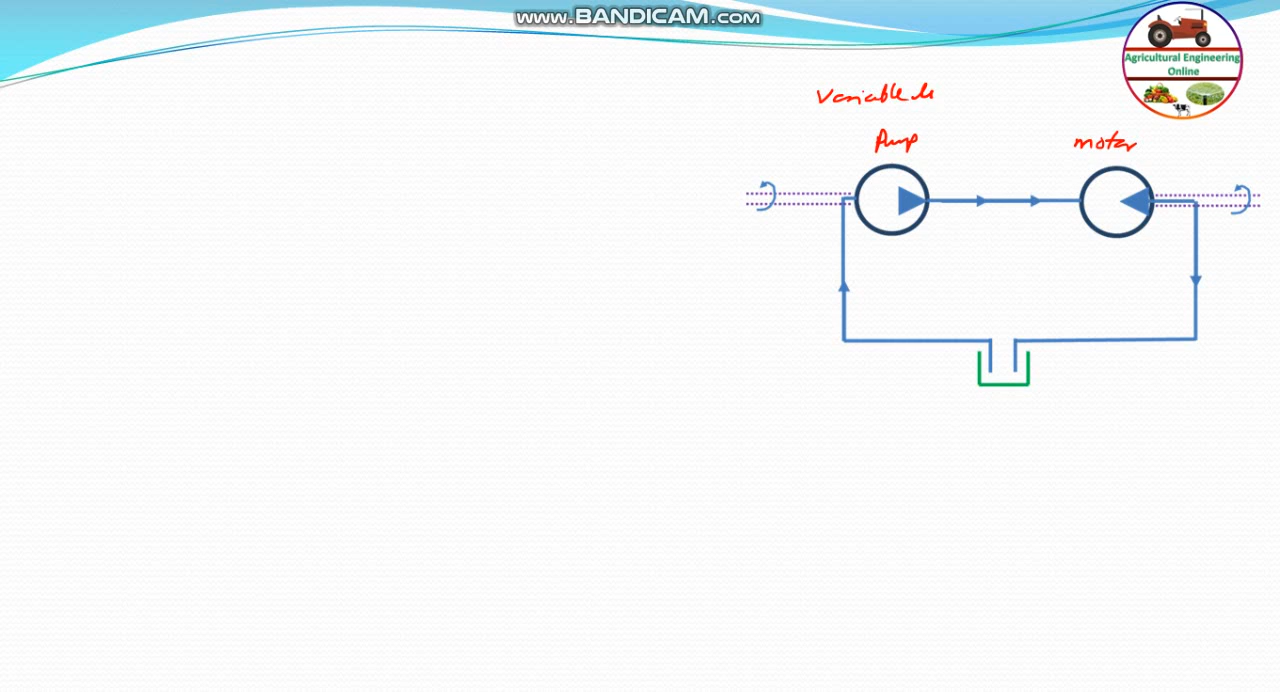 www.BANDICAM.com
Agricultural Engineering
Online
Variable
Pump
motor